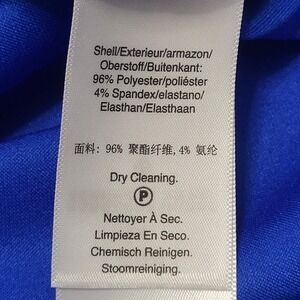 Shell/Exterieur/armazon/
Oberstoff/Buitenkant:
96% Polyester/poliéster
4% Spandex/elastano/
Elasthan/Elasthaan
面料: 96% 聚酯纤维, 4% 氨纶
Dry Cleaning.
P
Nettoyer À Sec.
Limpieza En Seco.
Chemisch Reinigen.
Stoomreiniging.